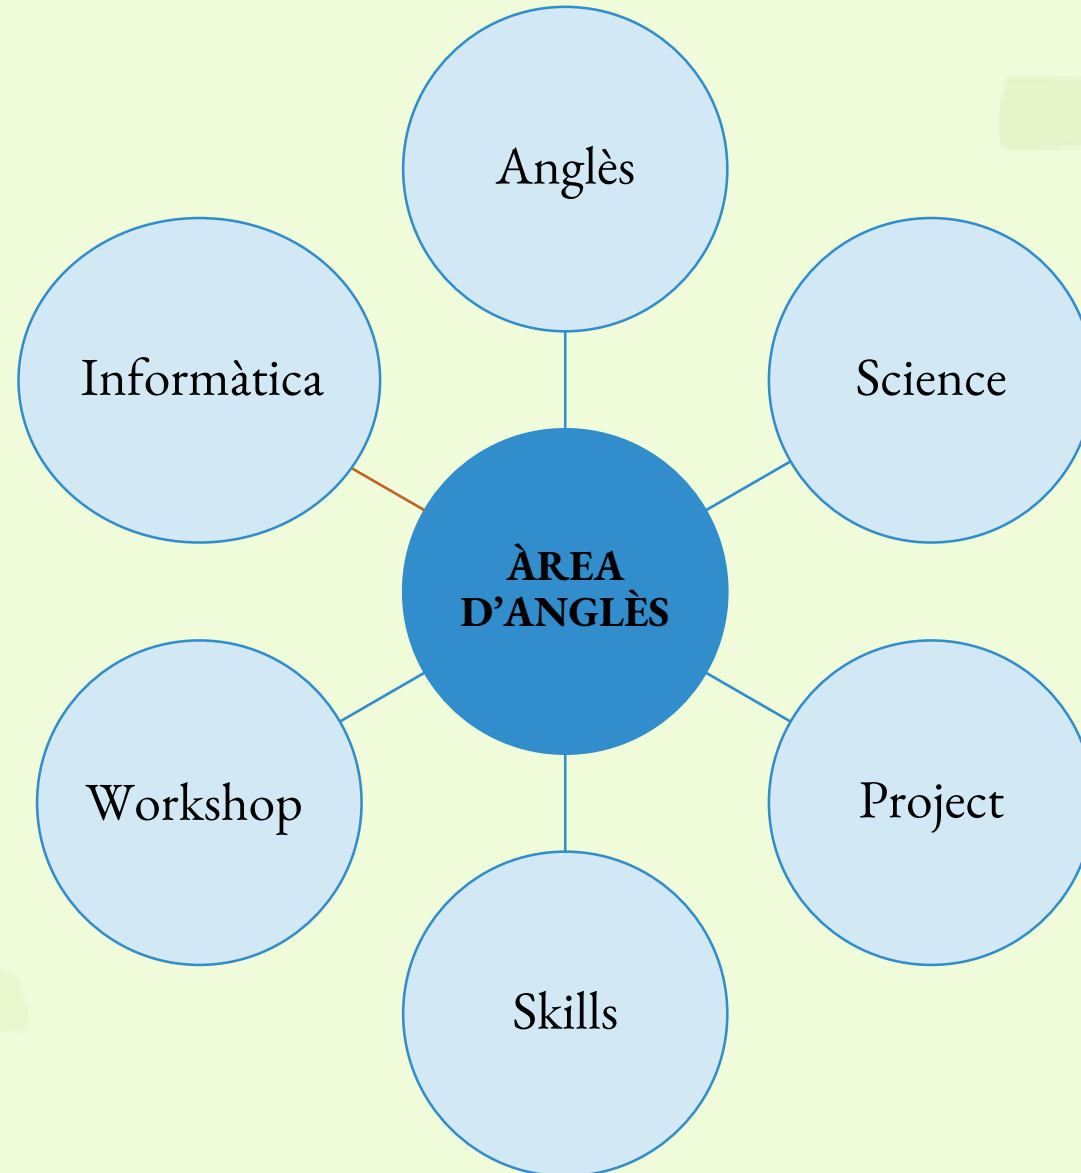 Anglès
Informàtica
Science
ÀREA
D’ANGLÈS
Workshop
Project
Skills